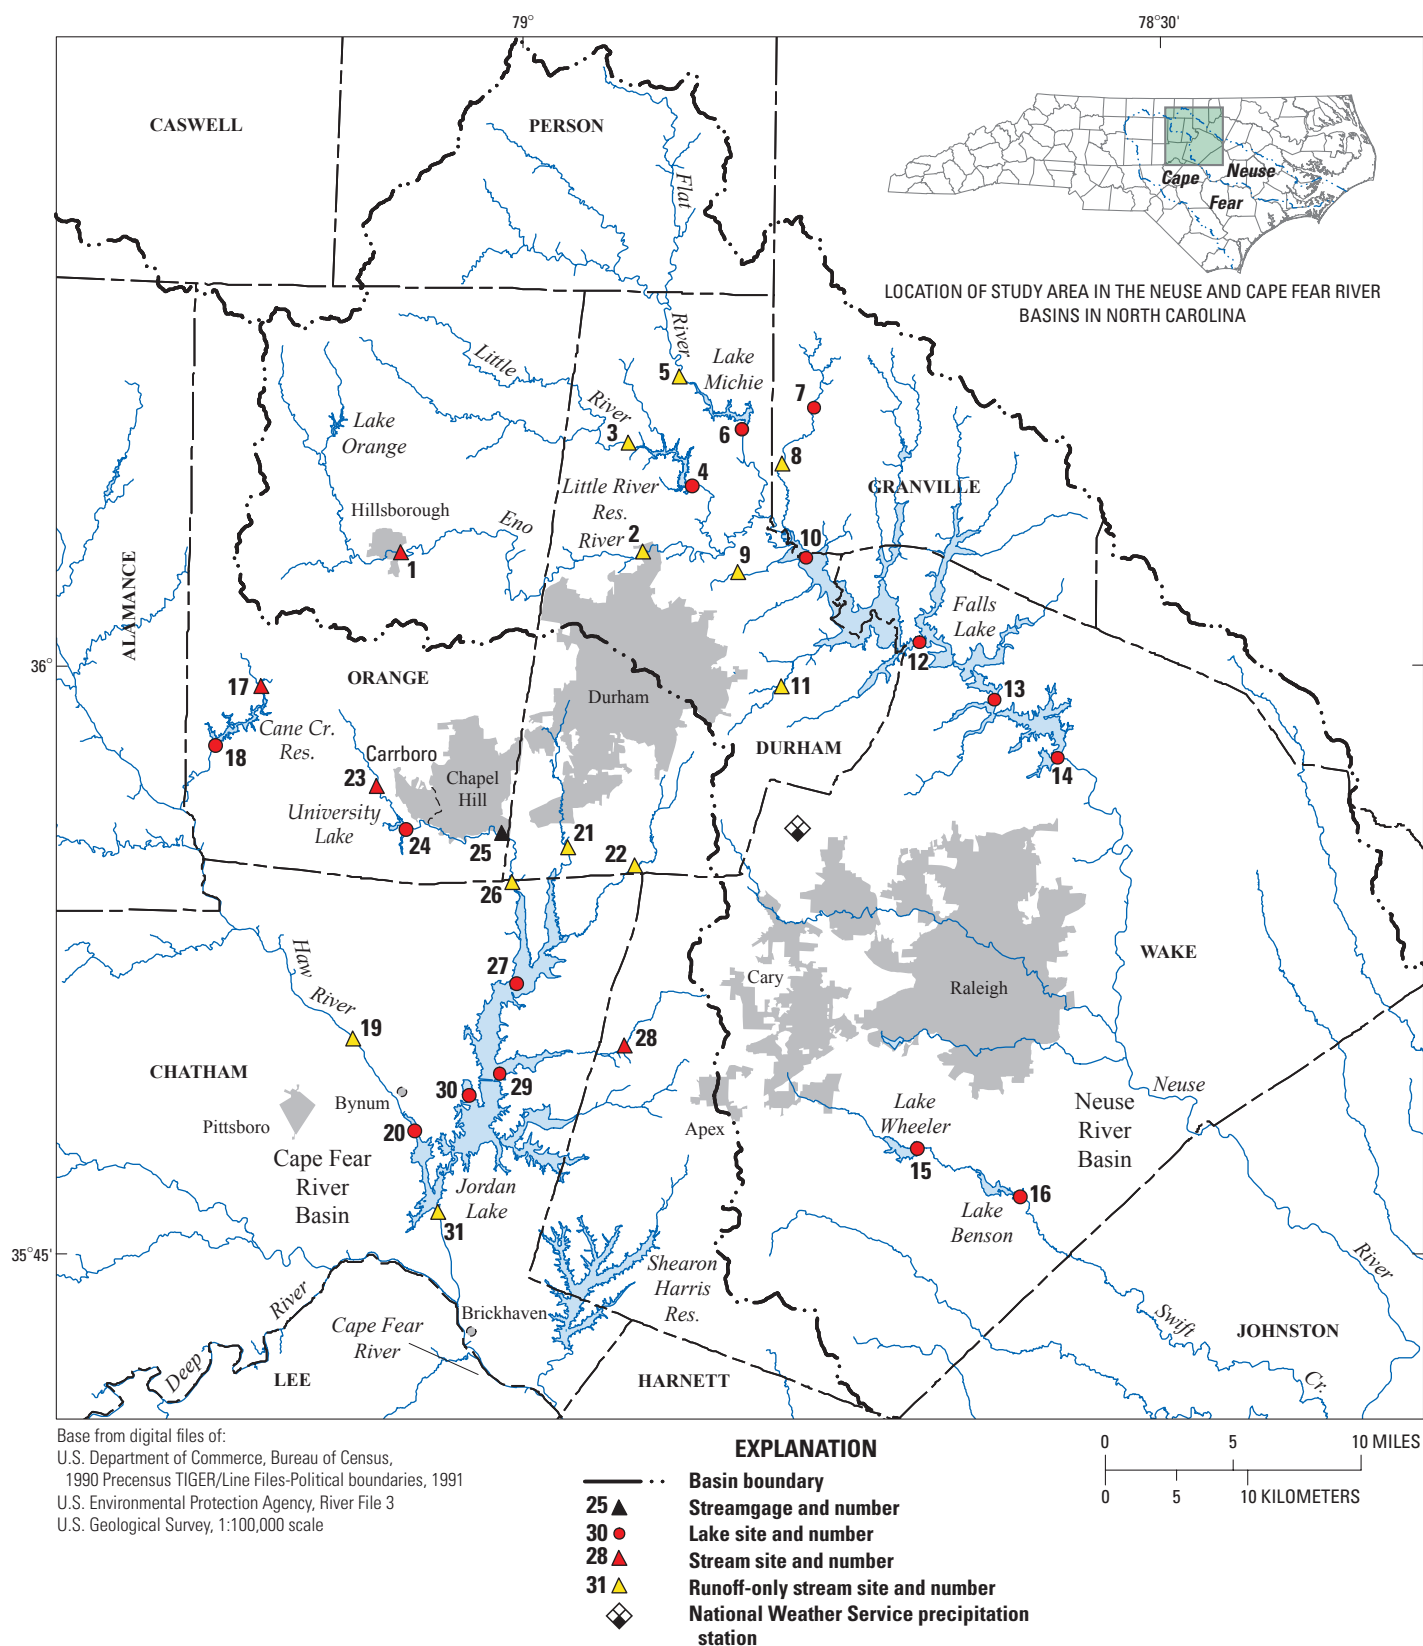 79°
78°30'
CASWELL
PERSON
Flat
River
Cape
Neuse
Fear
LOCATION OF STUDY AREA IN THE NEUSE AND CAPE FEAR RIVER
BASINS IN NORTH CAROLINA
Little
River
5
Lake
Michie
7
Lake
Orange
3
6
8
4
Little River
Res.
GRANVILLE
Hillsborough
Eno
River
2
10
1
9
ALAMANCE
Falls
Lake
12
36°
ORANGE
17
Durham
11
13
Cane Cr.
Res.
18
Carrboro
DURHAM
14
23
Chapel
Hill
University
Lake
24
25
21
22
26
Haw
River
WAKE
27
Cary
Raleigh
19
28
CHATHAM
30
29
Bynum
Neuse
Pittsboro
20
Apex
Lake
Wheeler
15
Neuse
River
Basin
Cape Fear
River
Basin
Jordan
Lake
31
16
Lake
Benson
35°45'
Shearon
Harris
Res.
River
River
Brickhaven
Cape Fear
River
Swift
Deep
LEE
HARNETT
JOHNSTON
Cr.
Base from digital files of:
U.S. Department of Commerce, Bureau of Census,
1990 Precensus TIGER/Line Files-Political boundaries, 1991
U.S. Environmental Protection Agency, River File 3
U.S. Geological Survey, 1:100,000 scale
EXPLANATION
Basin boundary
25 Streamgage and number
30 Lake site and number
28 Stream site and number
31 Runoff-only stream site and number
National Weather Service precipitation
station
0 5 10 MILES
0 5 10 KILOMETERS